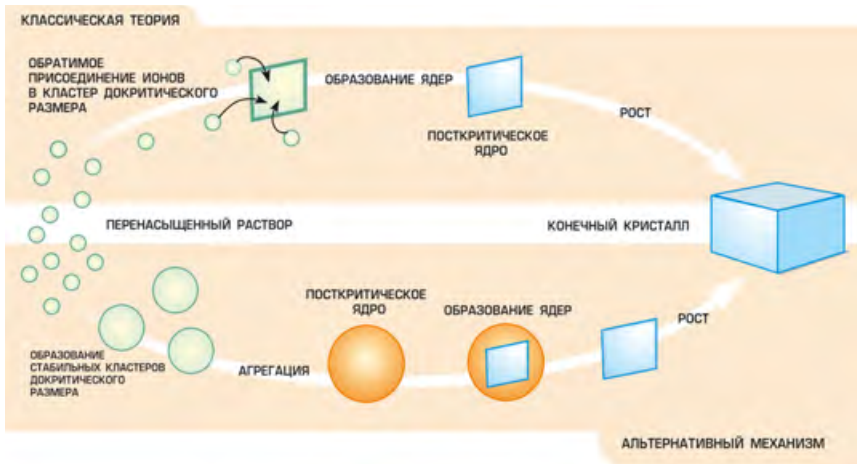 КЛАССИЧЕСКАЯ ТЕОРИЯ
ОБРАТИМОЕ
ПРИСОЕДИНЕНИЕ ИОНОВ
В КЛАСТЕР ДОКРИТИЧЕСКОГО
РАЗМЕРА
ОБРАЗОВАНИЕ ЯДЕР
ПОСТКРИТИЧЕСКОЕ
ЯДРО
РОСТ
ПЕРЕНАСЫЩЕННЫЙ РАСТВОР
КОНЕЧНЫЙ КРИСТАЛЛ
ОБРАЗОВАНИЕ
СТАБИЛЬНЫХ КЛАСТЕРОВ
ДОКРИТИЧЕСКОГО
РАЗМЕРА
АГРЕГАЦИЯ
ПОСТКРИТИЧЕСКОЕ
ЯДРО
ОБРАЗОВАНИЕ ЯДЕР
РОСТ
АЛЬТЕРНАТИВНЫЙ МЕХАНИЗМ